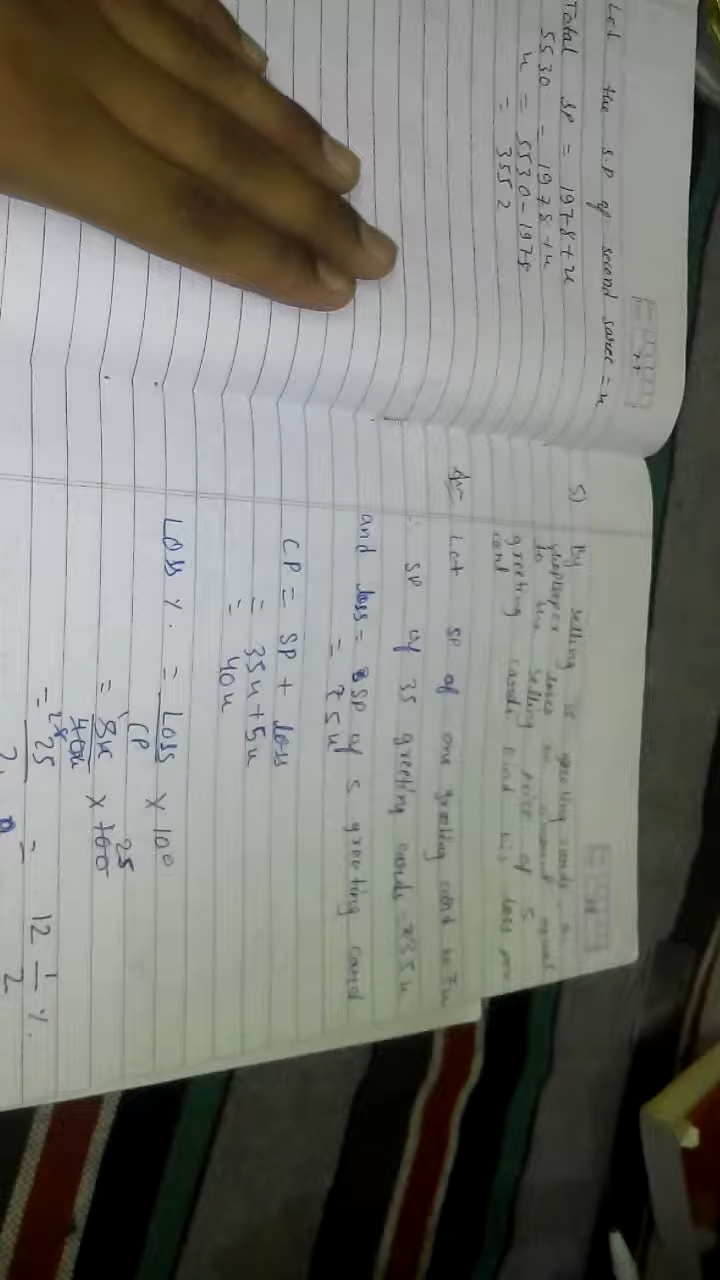 Let the S.P of second saree = x
Total SP = 1978+x
5530 = 1978+x
x = 5530-1978
= 3552
5) By selling 35 greeting cards a
shopkeeper loses an amount equal
to the selling price of 5
greeting cards. Find his loss per
cent
Let SP of one greeting card be ₹x
∴ SP of 35 greeting cards = ₹35x
and loss = SP of 5 greeting card
= ₹5x
CP = SP + loss
= 35x+5x
= 40x
Loss %. = Loss/CP × 100
= 5x/40x × 100 25
= 25/2 = 12 1/2 %.